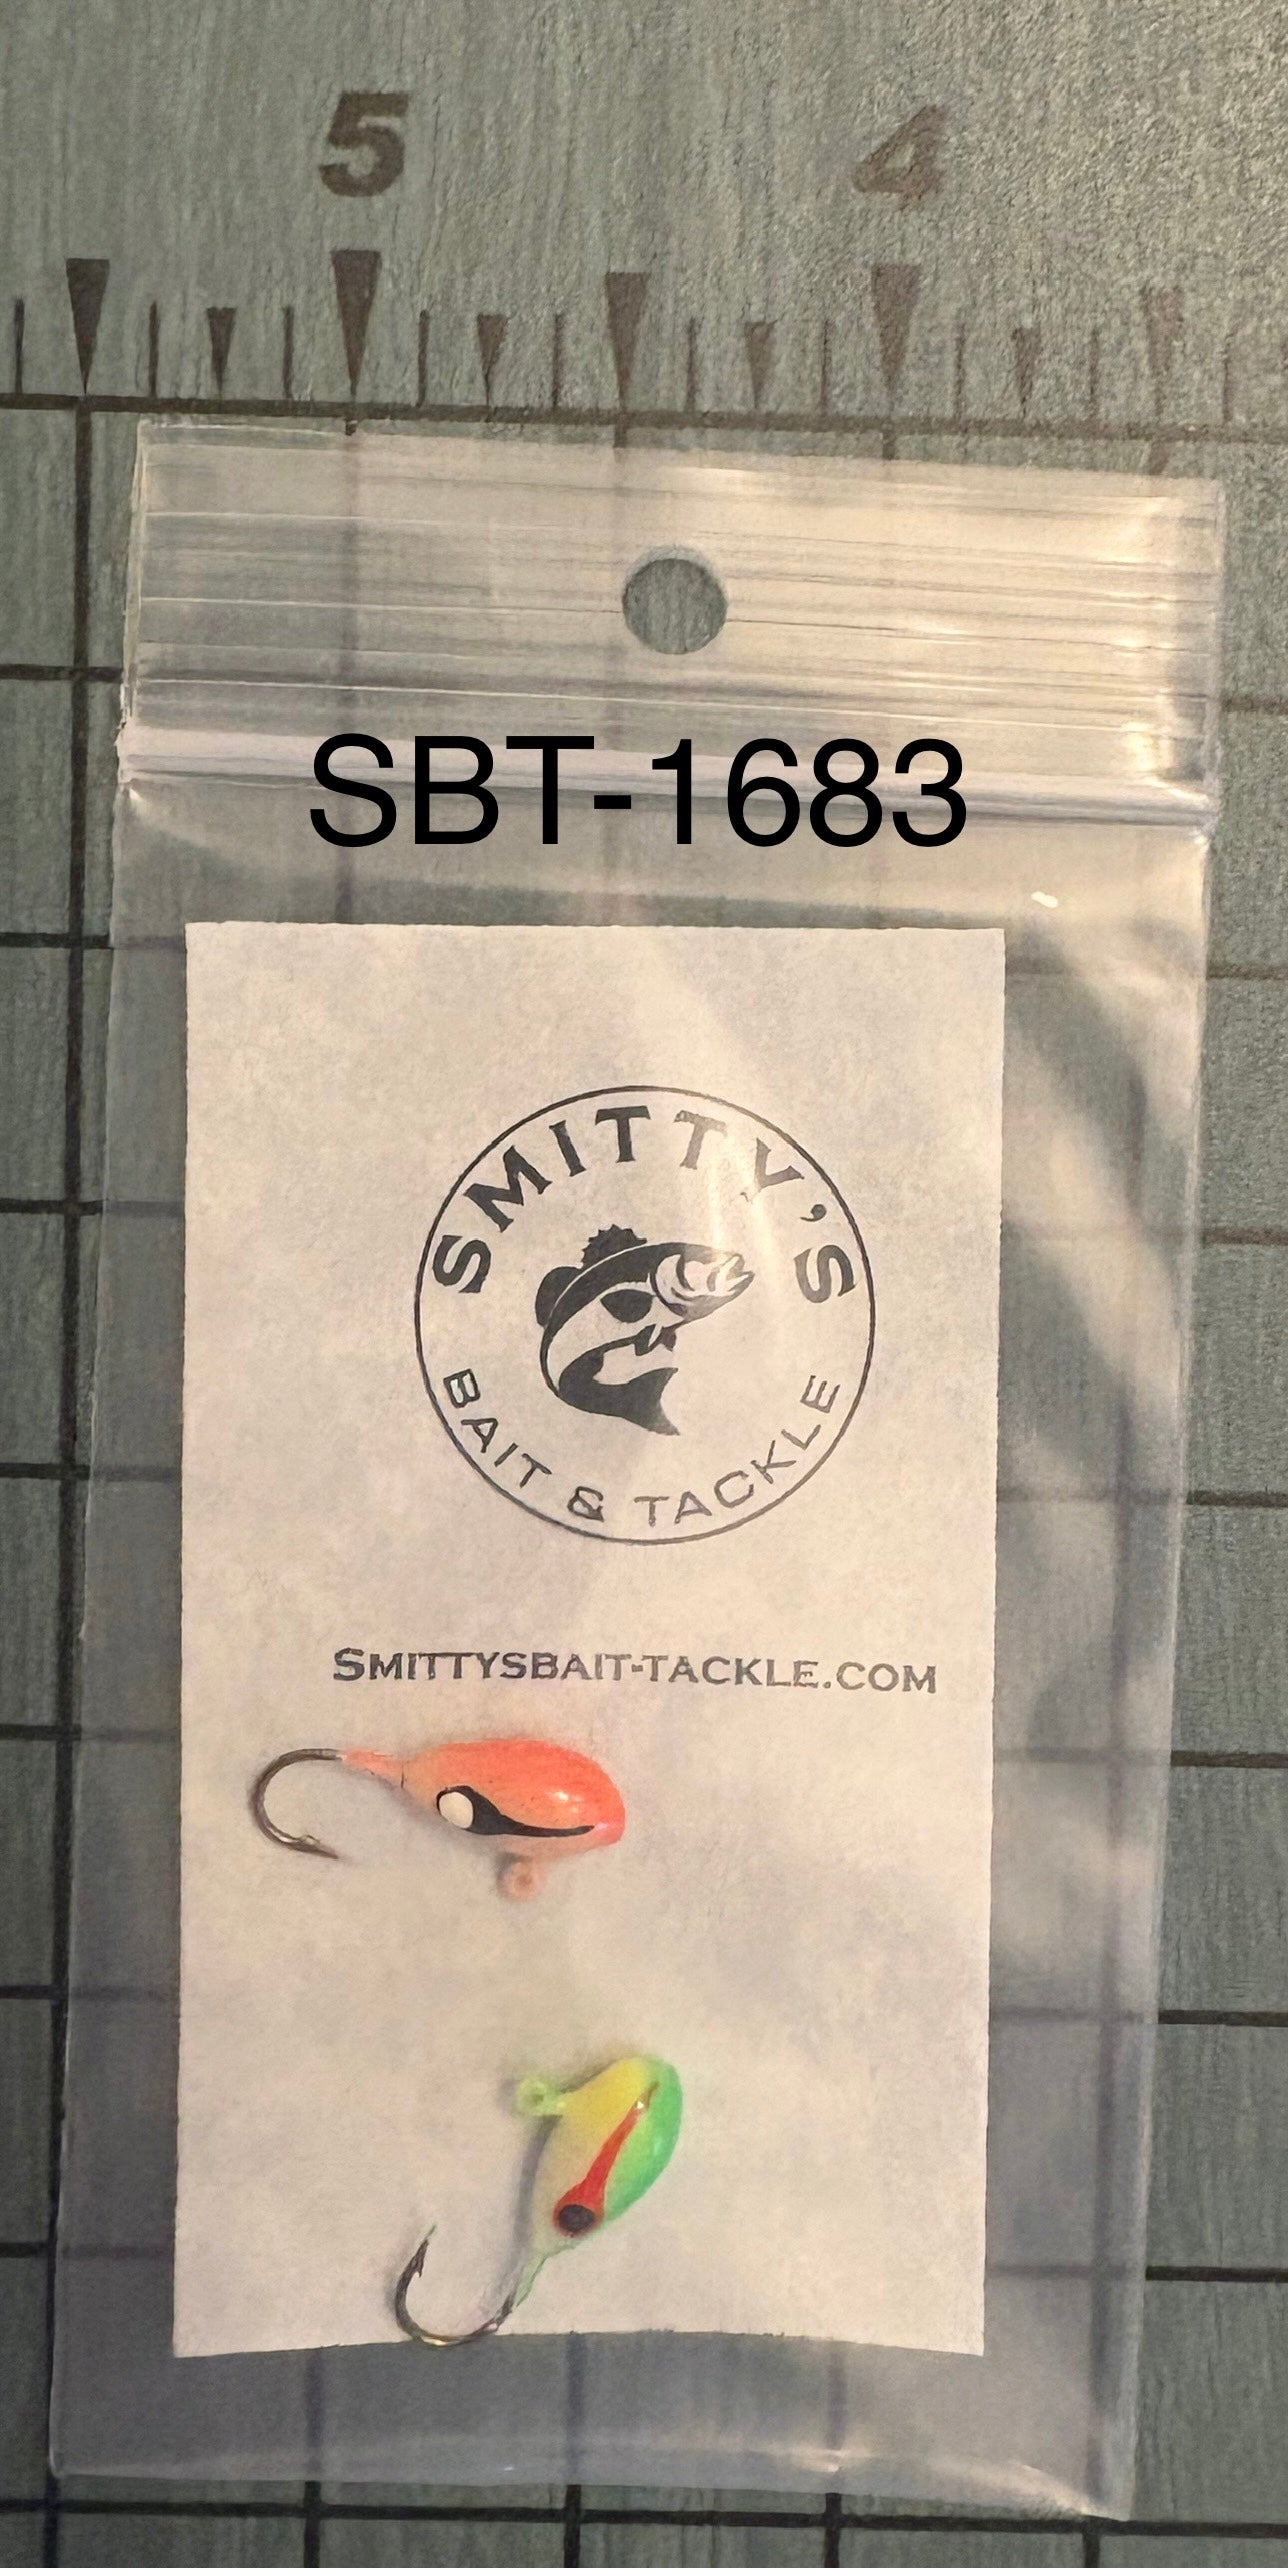 5 4
SBT-1683
SMITTY'S
BAIT & TACKLE
SMITTYSBAIT-TACKLE.COM